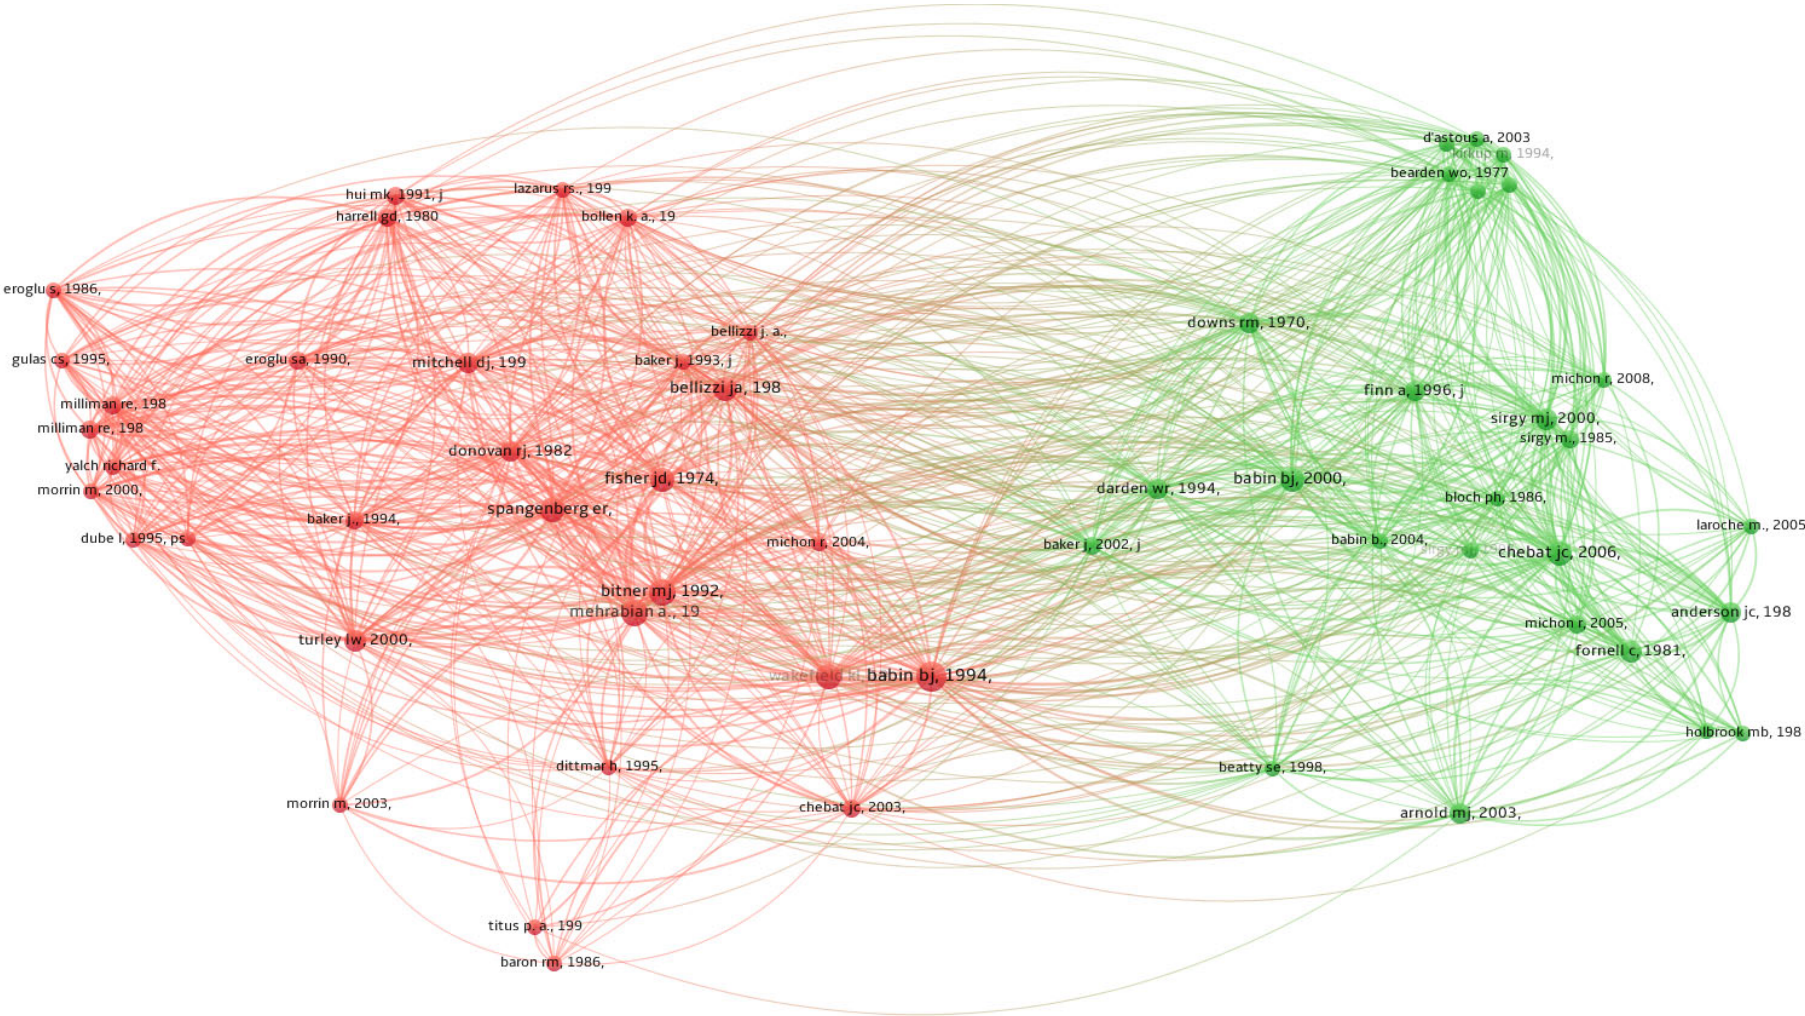 d'astous a, 2003
kirkup m, 1994,
bearden wo, 1977
hui mk, 1991, j
lazarus rs., 199
harrell gd, 1980
bollen k. a., 19
eroglu s, 1986,
downs rm, 1970,
bellizzi j. a.,
gulas cs, 1995,
eroglu sa, 1990,
mitchell dj, 199
baker j, 1993, j
bellizzi ja, 198
michon r, 2008,
finn a, 1996, j
milliman re, 198
sirgy mj, 2000,
milliman re, 198
sirgy m., 1985,
donovan rj, 1982
yalch richard f.
fisher jd, 1974,
babin bj, 2000,
morrin m, 2000,
darden wr, 1994,
bloch ph, 1986,
spangenberg er,
baker j., 1994,
laroche m., 2005
dube l, 1995, ps
michon r, 2004,
baker j, 2002, j
babin b., 2004,
chebat jc, 2006,
bitner mj, 1992,
mehrabian a., 19
anderson jc, 198
michon r, 2005,
turley lw, 2000,
fornell c, 1981,
wakefield kl,
babin bj, 1994,
holbrook mb, 198
dittmar h, 1995,
beatty se, 1998,
morrin m, 2003,
chebat jc, 2003,
arnold mj, 2003,
titus p. a., 199
baron rm, 1986,